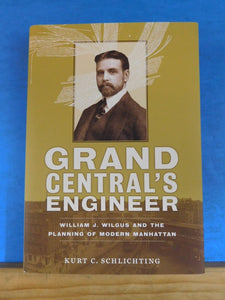 GRAND
CENTRAL'S
ENGINEER
WILLIAM J. WILGUS AND THE
PLANNING OF MODERN MANHATTAN
KURT C. SCHLICHTING